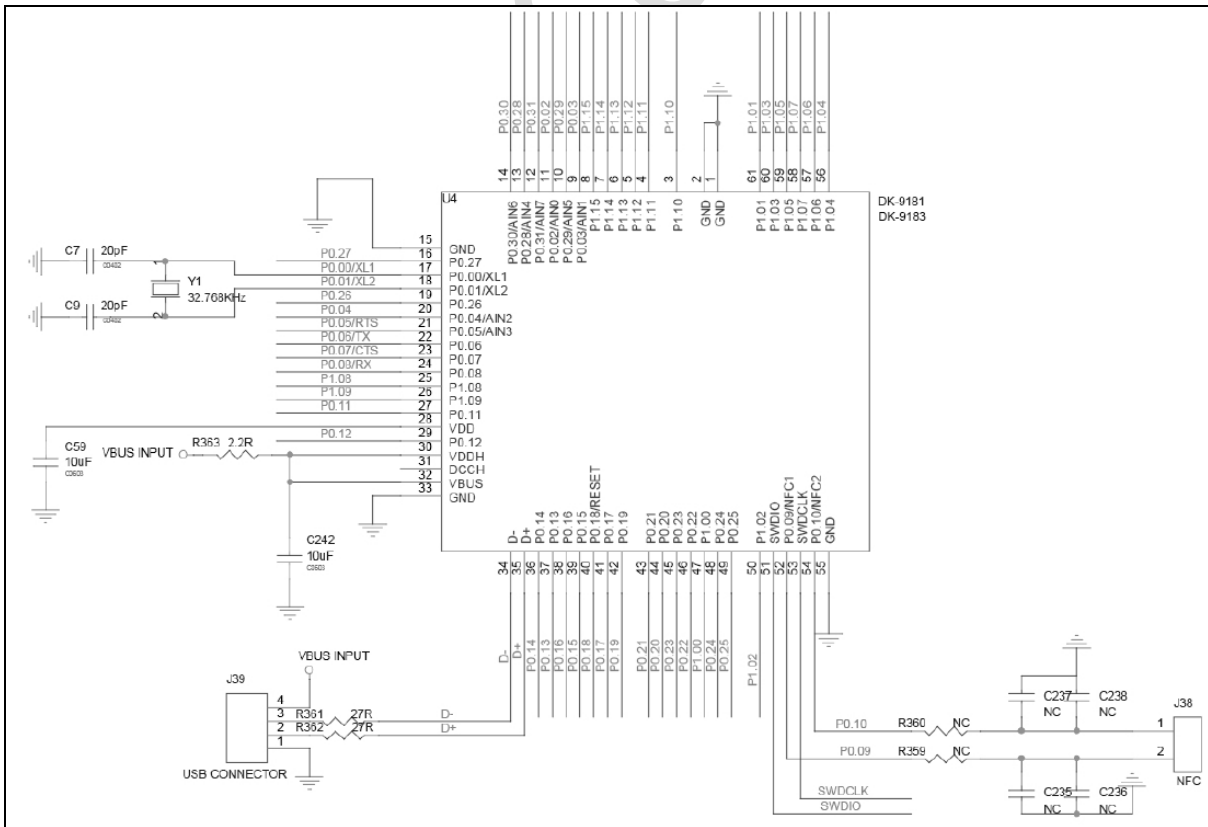 P0.30
P0.28
P0.31
P0.02
P0.29
P0.03
P1.15
P1.14
P1.13
P1.12
P1.11
P1.10
P1.01
P1.03
P1.05
P1.07
P1.06
P1.04
14
13
12
11
10
9
8
7
6
5
4
3
2
1
61
60
59
58
57
56
U4
DK-9181
DK-9183
P0.30/AIN6
P0.28/AIN4
P0.31/AIN7
P0.02/AIN0
P0.29/AIN5
P0.03/AIN1
P1.15
P1.14
P1.13
P1.12
P1.11
P1.10
GND
GND
P1.01
P1.03
P1.05
P1.07
P1.06
P1.04
15 GND
P0.27 16 P0.27
P0.00/XL1 17 P0.00/XL1
P0.01/XL2 18 P0.01/XL2
P0.26 19 P0.26
P0.04 20 P0.04/AIN2
P0.05/RTS 21 P0.05/AIN3
P0.06/TX 22 P0.06
P0.07/CTS 23 P0.07
P0.08/RX 24 P0.08
P1.08 25 P1.08
P1.09 26 P1.09
P0.11 27 P0.11
28 VDD
P0.12 29 P0.12
30 VDDH
31 DCCH
32 VBUS
33 GND
C7 20pF
C0402
Y1
32.768KHz
2
C9 20pF
C0402
C59
10uF
C0603
VBUS INPUT
R363 2.2R
C242
10uF
C0603
D-
D+
P0.14
P0.13
P0.16
P0.15
P0.18/RESET
P0.17
P0.19
P0.21
P0.20
P0.23
P0.22
P1.00
P0.24
P0.25
P1.02
SWDIO
P0.09/NFC1
SWDCLK
P0.10/NFC2
GND
34
35
36
37
38
39
40
41
42
43
44
45
46
47
48
49
50
51
52
53
54
55
D-
D+
P0.14
P0.13
P0.16
P0.15
P0.18
P0.17
P0.19
P0.21
P0.20
P0.23
P0.22
P1.00
P0.24
P0.25
P1.02
VBUS INPUT
J39
4
3
2
1
R361 27R D-
R362 27R D+
USB CONNECTOR
C237
NC
C238
NC
J38
P0.10 R360 NC 1
P0.09 R359 NC 2
NFC
C235
NC
C236
NC
SWDCLK
SWDIO